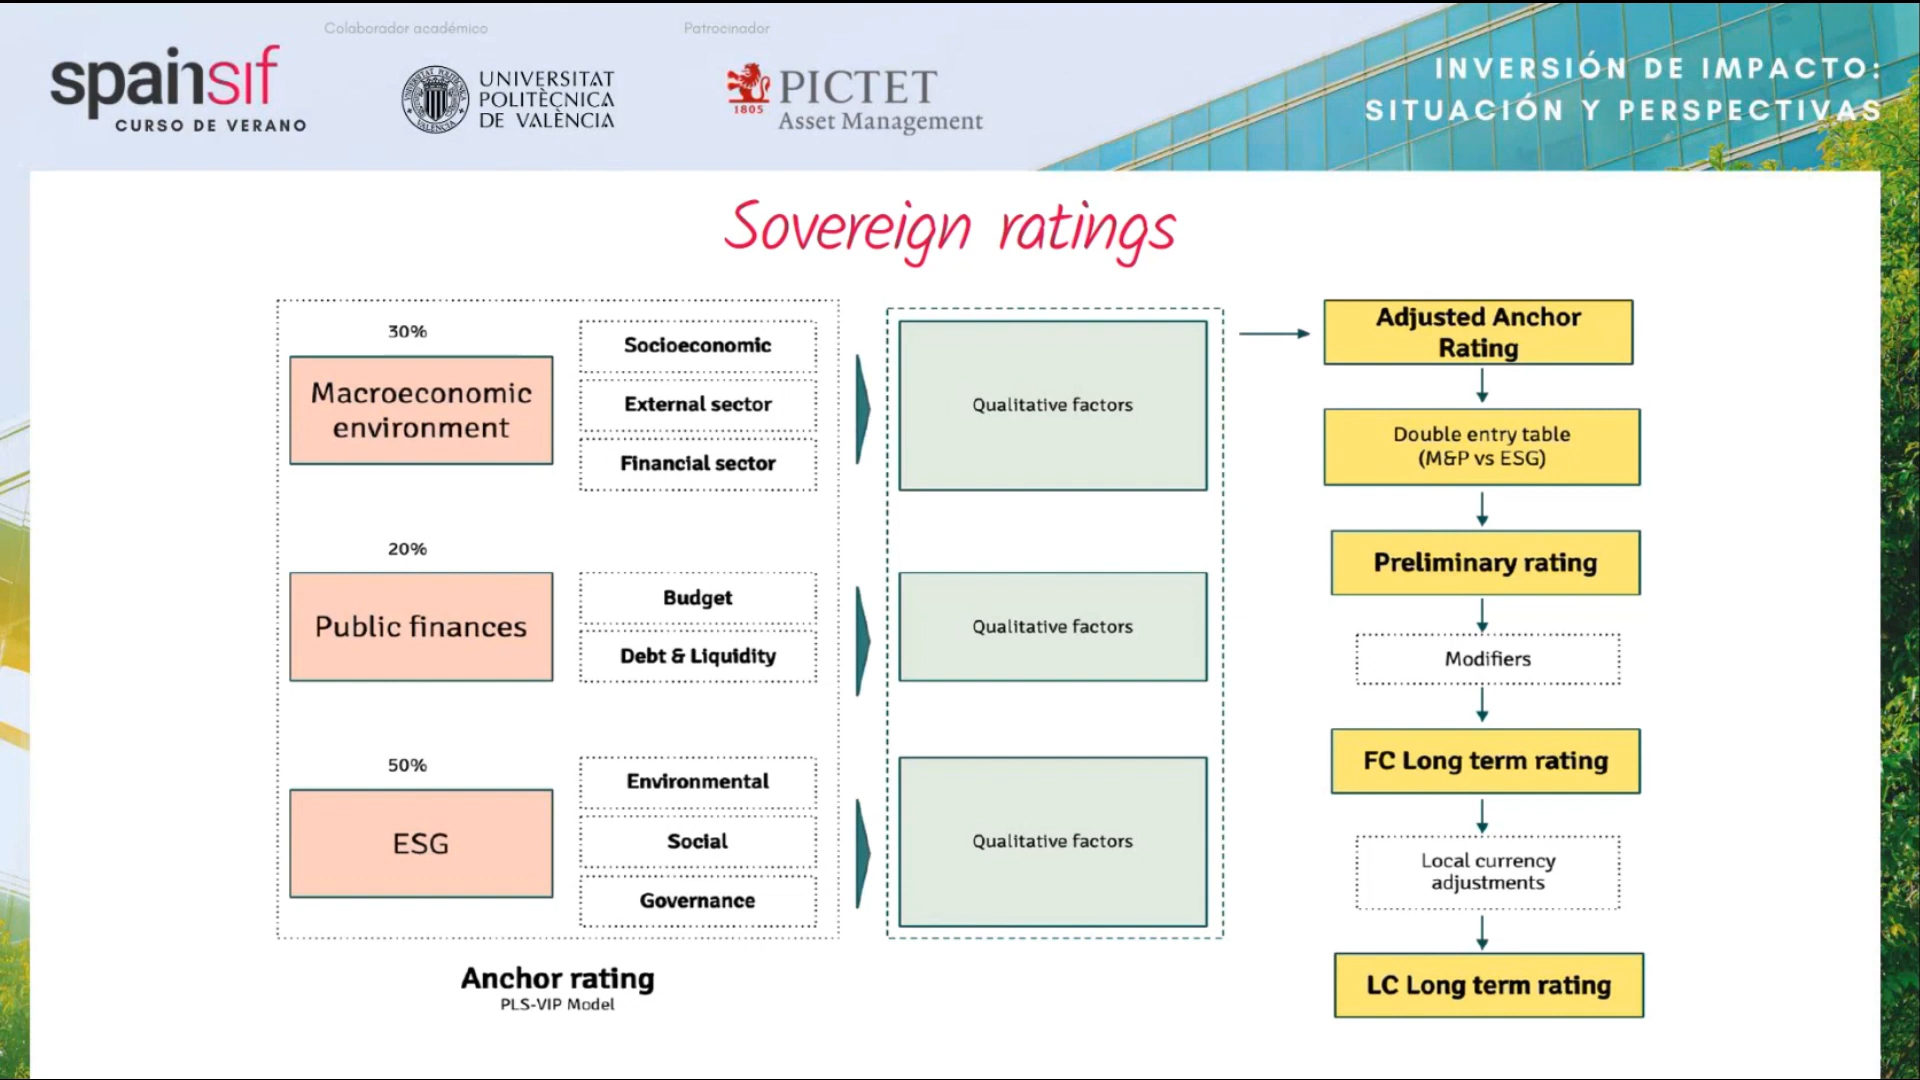 Colaborador académico
Patrocinador
spainsif
CURSO DE VERANO
UNIVERSITAT
POLITÈCNICA
DE VALÈNCIA
PICTET
1805
Asset Management
INVERSIÓN DE IMPACTO:
SITUACIÓN Y PERSPECTIVAS
Sovereign ratings
30%
Macroeconomic
environment
Socioeconomic
External sector
Financial sector
Qualitative factors
20%
Public finances
Budget
Debt & Liquidity
Qualitative factors
50%
ESG
Environmental
Social
Governance
Qualitative factors
Anchor rating
PLS-VIP Model
Adjusted Anchor
Rating
Double entry table
(M&P vs ESG)
Preliminary rating
Modifiers
FC Long term rating
Local currency
adjustments
LC Long term rating